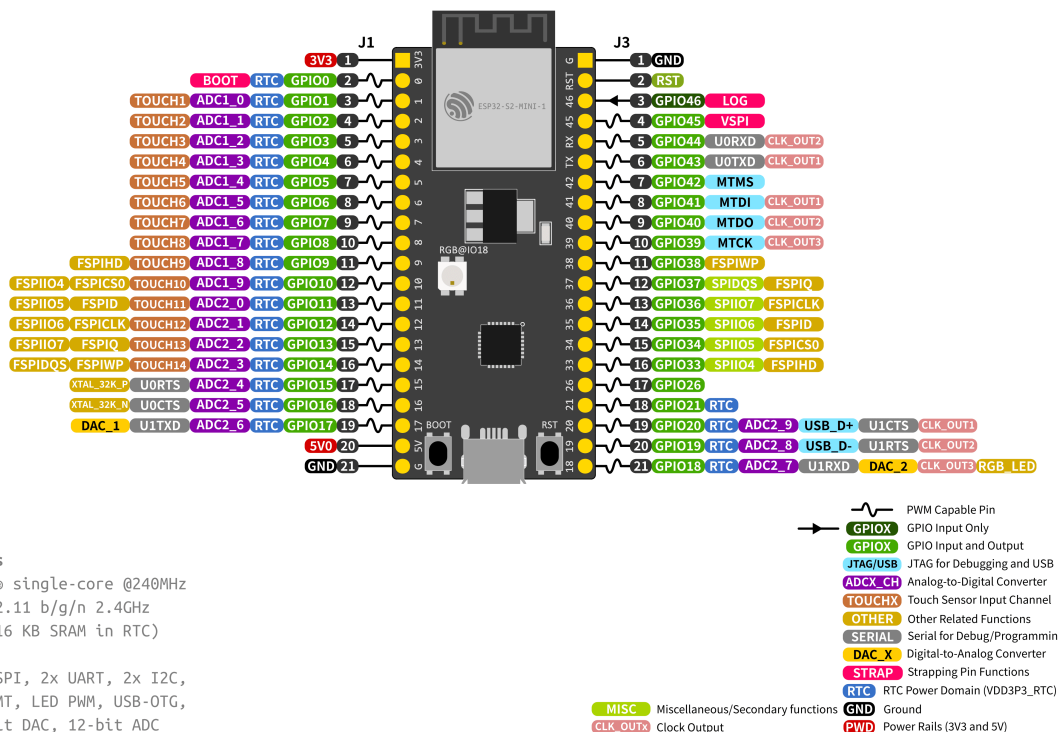 J1 J3
3V3 1 3V3 G 1 GND
BOOT RTC GPIO0 2 0 RST 2 RST
TOUCH1 ADC1_0 RTC GPIO1 3 1 46 3 GPIO46 LOG
TOUCH2 ADC1_1 RTC GPIO2 4 2 45 4 GPIO45 VSPI
TOUCH3 ADC1_2 RTC GPIO3 5 3 RX 5 GPIO44 U0RXD CLK_OUT2
TOUCH4 ADC1_3 RTC GPIO4 6 4 TX 6 GPIO43 U0TXD CLK_OUT1
TOUCH5 ADC1_4 RTC GPIO5 7 5 42 7 GPIO42 MTMS
TOUCH6 ADC1_5 RTC GPIO6 8 6 41 8 GPIO41 MTDI CLK_OUT1
TOUCH7 ADC1_6 RTC GPIO7 9 7 40 9 GPIO40 MTDO CLK_OUT2
TOUCH8 ADC1_7 RTC GPIO8 10 8 39 10 GPIO39 MTCK CLK_OUT3
FSPIHD TOUCH9 ADC1_8 RTC GPIO9 11 9 38 11 GPIO38 FSPIWP
FSPIIO4 FSPICS0 TOUCH10 ADC1_9 RTC GPIO10 12 10 37 12 GPIO37 SPIDQS FSPIQ
FSPIIO5 FSPID TOUCH11 ADC2_0 RTC GPIO11 13 11 36 13 GPIO36 SPIIO7 FSPICLK
FSPIIO6 FSPICLK TOUCH12 ADC2_1 RTC GPIO12 14 12 35 14 GPIO35 SPIIO6 FSPID
FSPIIO7 FSPIQ TOUCH13 ADC2_2 RTC GPIO13 15 13 34 15 GPIO34 SPIIO5 FSPICS0
FSPIDQS FSPIWP TOUCH14 ADC2_3 RTC GPIO14 16 14 33 16 GPIO33 SPIIO4 FSPIHD
XTAL_32K_P U0RTS ADC2_4 RTC GPIO15 17 15 26 17 GPIO26
XTAL_32K_N U0CTS ADC2_5 RTC GPIO16 18 16 21 18 GPIO21 RTC
DAC_1 U1TXD ADC2_6 RTC GPIO17 19 17 20 19 GPIO20 RTC ADC2_9 USB_D+ U1CTS CLK_OUT1
5V0 20 5V 19 20 GPIO19 RTC ADC2_8 USB_D- U1RTS CLK_OUT2
GND 21 G 18 21 GPIO18 RTC ADC2_7 U1RXD DAC_2 CLK_OUT3 RGB_LED
ESP32-S2-MINI-1
RGB@IO18
BOOT RST
PWM Capable Pin
GPIOX GPIO Input Only
GPIOX GPIO Input and Output
JTAG/USB JTAG for Debugging and USB
ADCX_CH Analog-to-Digital Converter
TOUCHX Touch Sensor Input Channel
OTHER Other Related Functions
SERIAL Serial for Debug/Programmin
DAC_X Digital-to-Analog Converter
STRAP Strapping Pin Functions
RTC RTC Power Domain (VDD3P3_RTC)
MISC Miscellaneous/Secondary functions GND Ground
CLK_OUTx Clock Output PWD Power Rails (3V3 and 5V)
s
single-core @240MHz
2.11 b/g/n 2.4GHz
16 KB SRAM in RTC)
SPI, 2x UART, 2x I2C,
MT, LED PWM, USB-OTG,
it DAC, 12-bit ADC